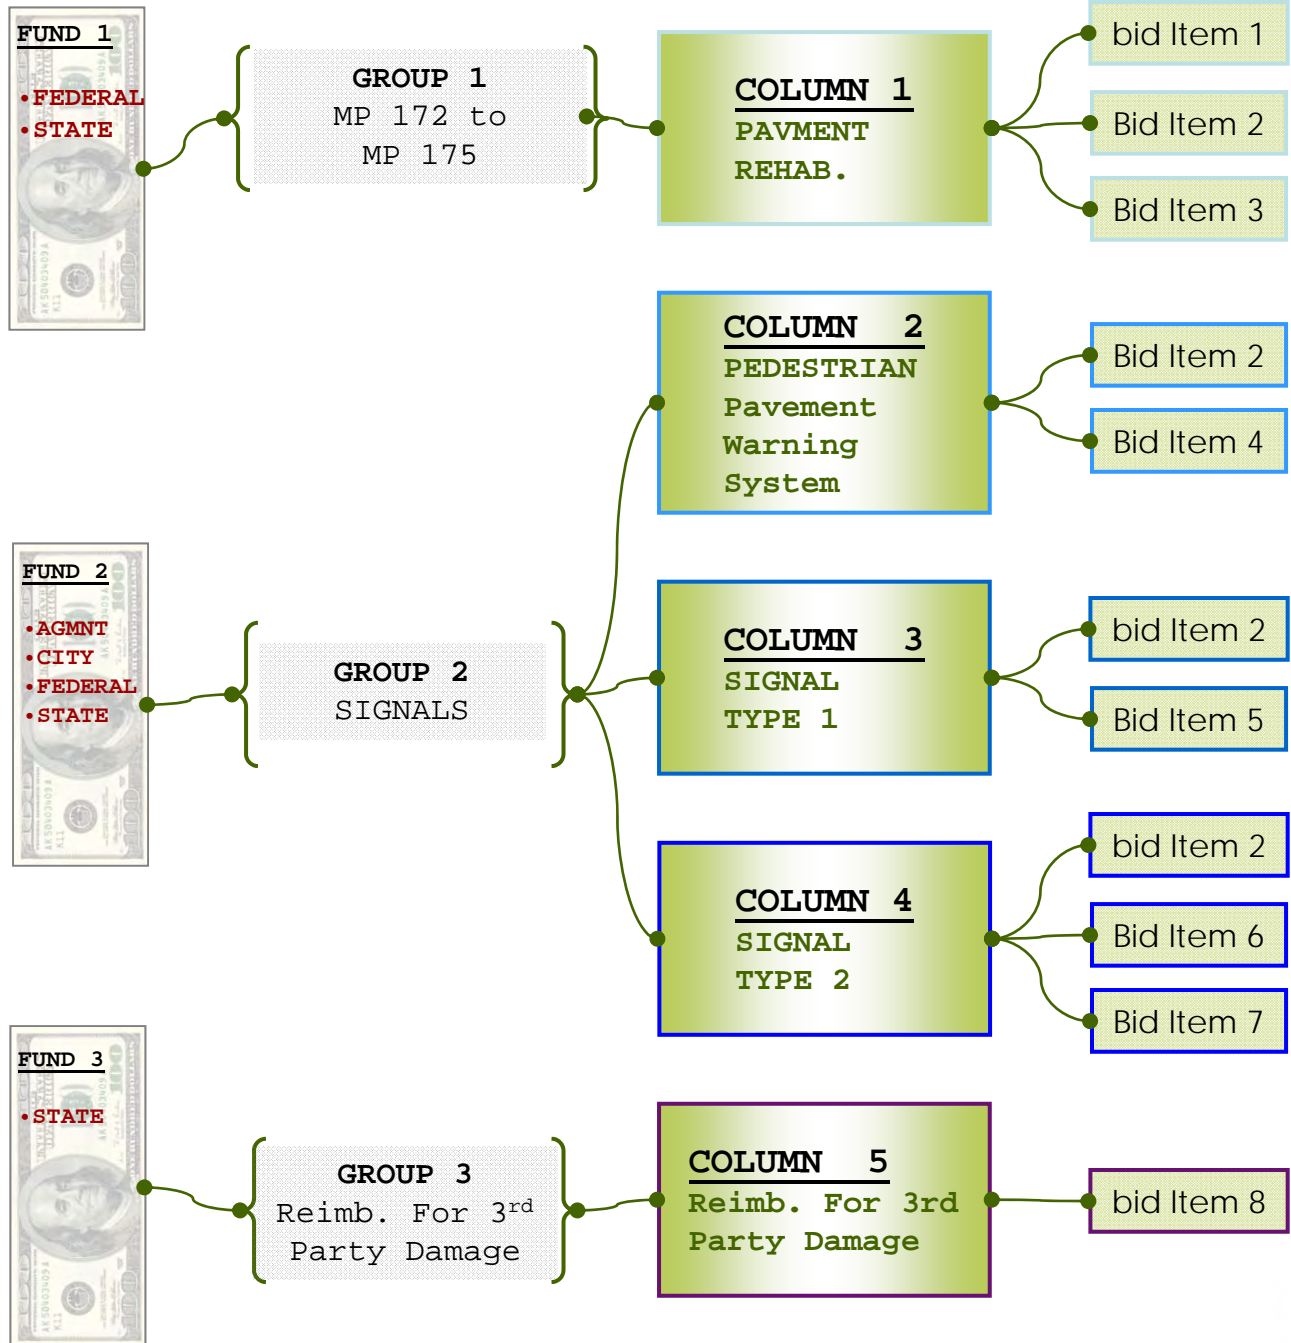 FUND 1
•FEDERAL
•STATE
GROUP 1
MP 172 to
MP 175
COLUMN 1
PAVMENT
REHAB.
bid Item 1
Bid Item 2
Bid Item 3
COLUMN 2
PEDESTRIAN
Pavement
Warning
System
Bid Item 2
Bid Item 4
FUND 2
•AGMNT
•CITY
•FEDERAL
•STATE
GROUP 2
SIGNALS
COLUMN 3
SIGNAL
TYPE 1
bid Item 2
Bid Item 5
COLUMN 4
SIGNAL
TYPE 2
bid Item 2
Bid Item 6
Bid Item 7
FUND 3
•STATE
GROUP 3
Reimb. For 3rd
Party Damage
COLUMN 5
Reimb. For 3rd
Party Damage
bid Item 8